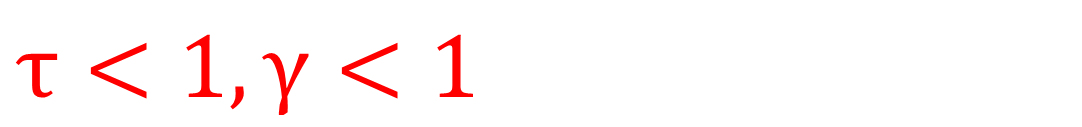 τ < 1, γ < 1